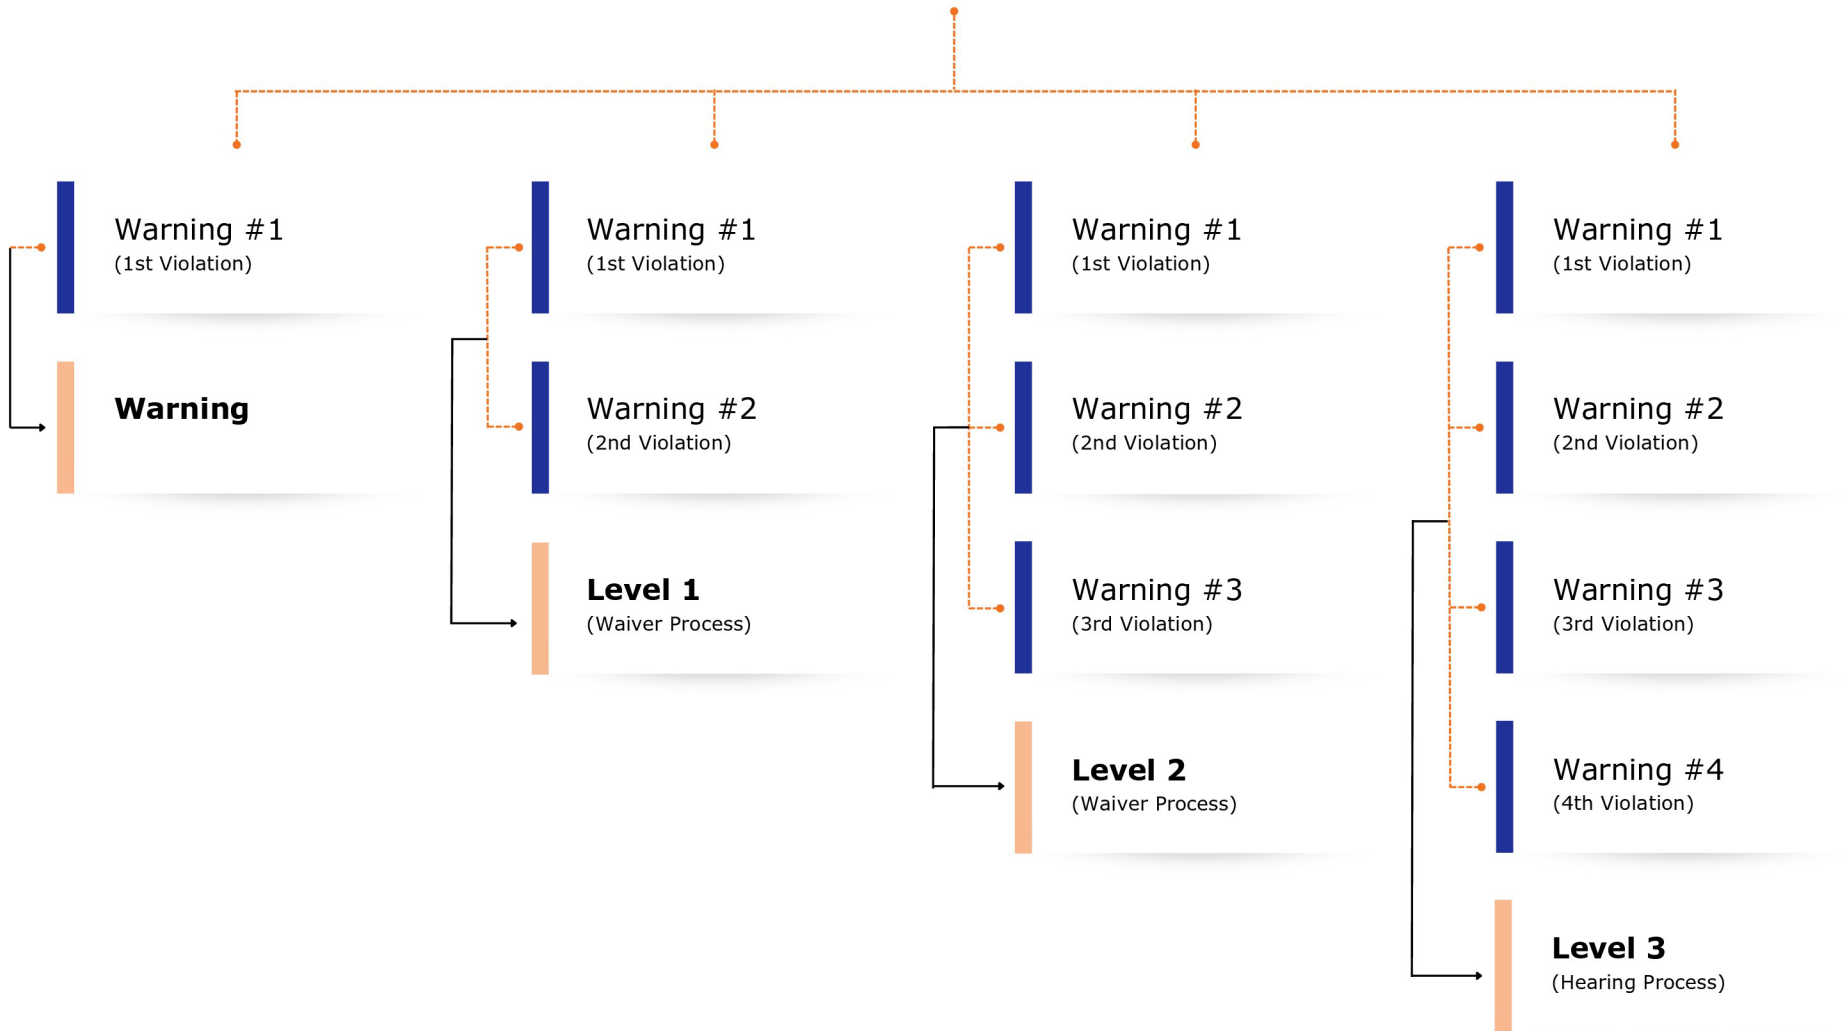 Warning #1
(1st Violation)
Warning
Warning #1
(1st Violation)
Warning #2
(2nd Violation)
Level 1
(Waiver Process)
Warning #1
(1st Violation)
Warning #2
(2nd Violation)
Warning #3
(3rd Violation)
Level 2
(Waiver Process)
Warning #1
(1st Violation)
Warning #2
(2nd Violation)
Warning #3
(3rd Violation)
Warning #4
(4th Violation)
Level 3
(Hearing Process)